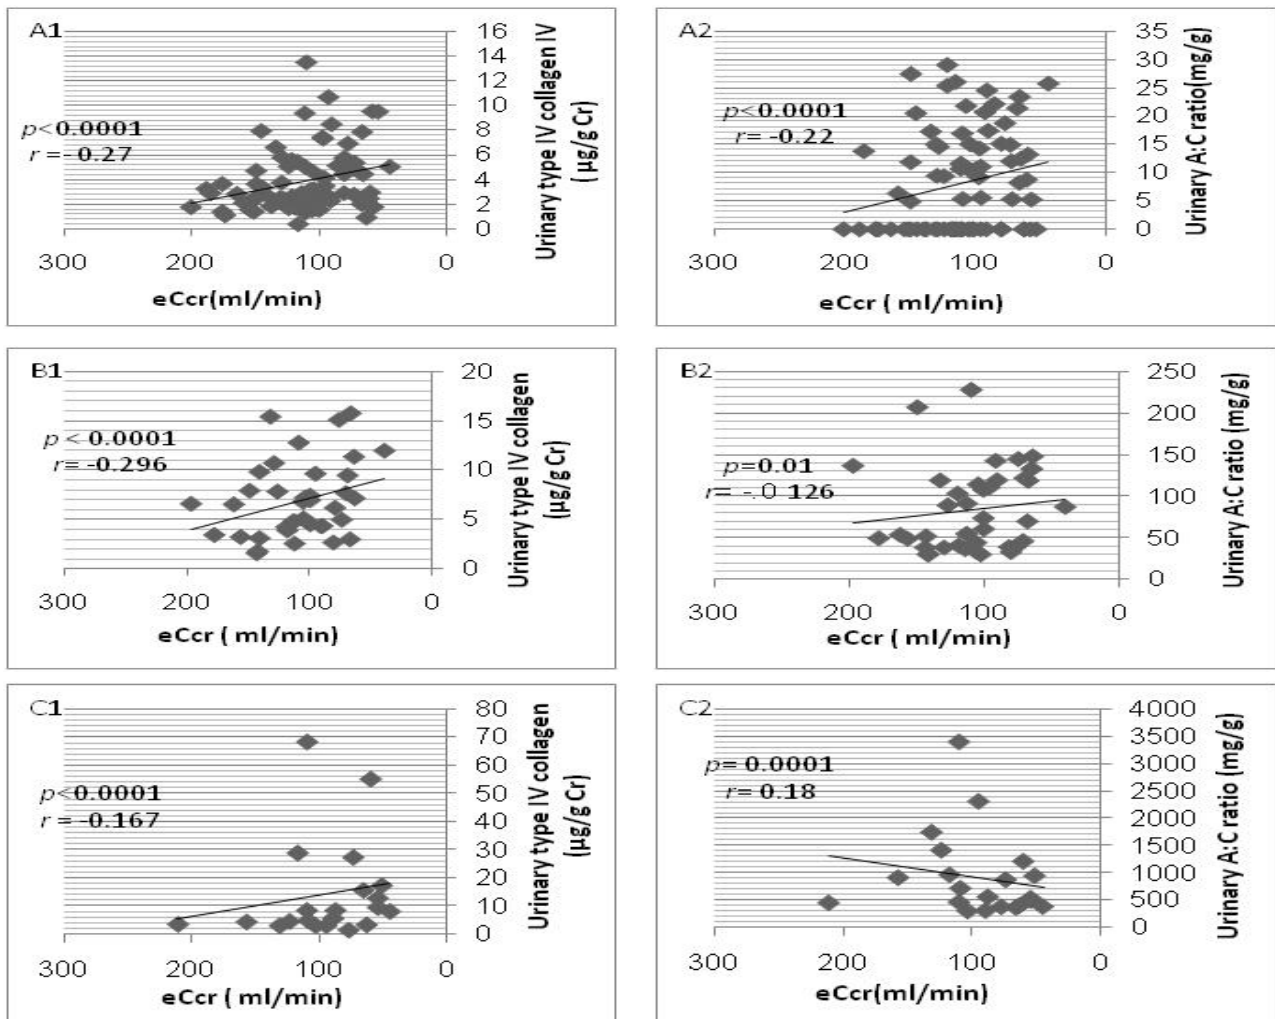 A1
16
14
12
10
8
6
4
2
0
p<0.0001
r = -0.27
300 200 100 0
eCcr(ml/min)
Urinary type IV collagen IV
(µg/g Cr)
A2
35
30
25
20
15
10
5
0
p<0.0001
r = -0.22
300 200 100 0
eCcr ( ml/min)
Urinary A:C ratio(mg/g)
B1
20
15
10
5
0
p < 0.0001
r= -0.296
300 200 100 0
eCcr ( ml/min)
Urinary type IV collagen
(µg/g Cr)
B2
250
200
150
100
50
0
p=0.01
r= -.0 126
300 200 100 0
eCcr ( ml/min)
Urinary A:C ratio (mg/g)
C1
80
70
60
50
40
30
20
10
0
p<0.0001
r = -0.167
300 200 100 0
eCcr ( ml/min)
Urinary type IV collagen
(µg/g Cr)
C2
4000
3500
3000
2500
2000
1500
1000
500
0
p= 0.0001
r= 0.18
300 200 100 0
eCcr(ml/min)
Urinary A:C ratio (mg/g)